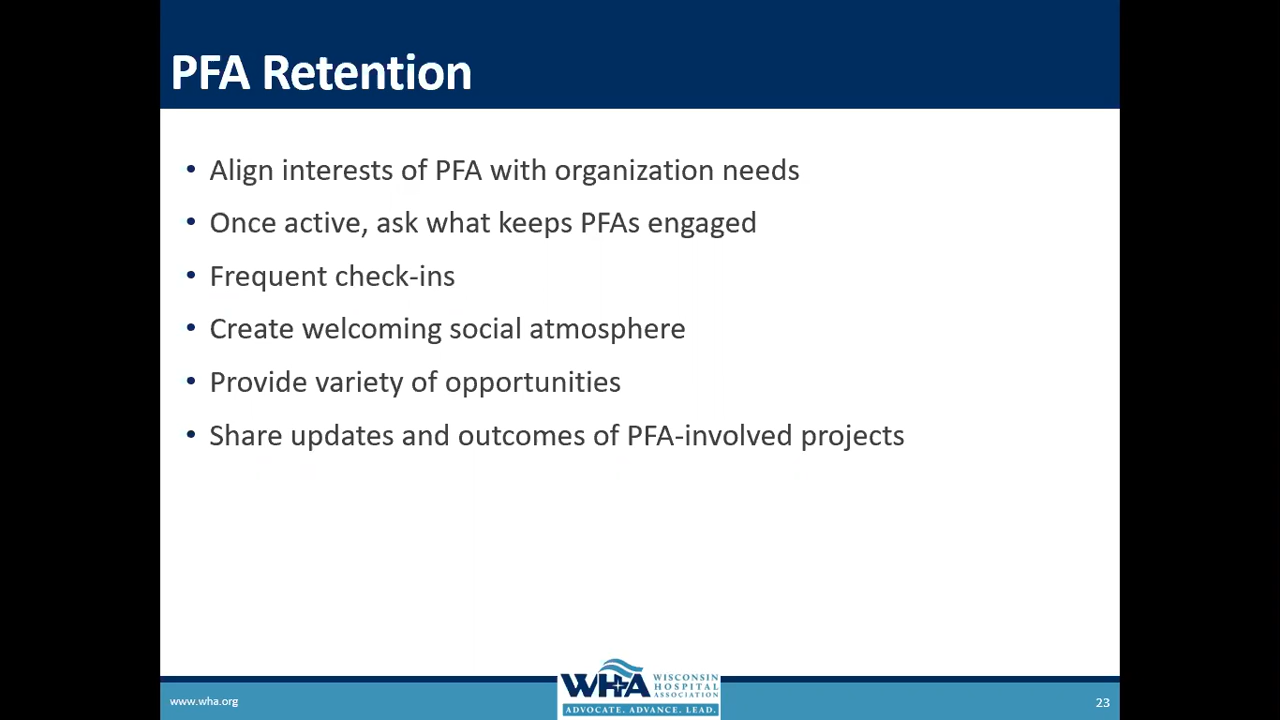 PFA Retention
• Align interests of PFA with organization needs
• Once active, ask what keeps PFAs engaged
• Frequent check-ins
• Create welcoming social atmosphere
• Provide variety of opportunities
• Share updates and outcomes of PFA-involved projects
www.wha.org
WHA
WISCONSIN
HOSPITAL
ASSOCIATION
ADVOCATE. ADVANCE. LEAD.
23